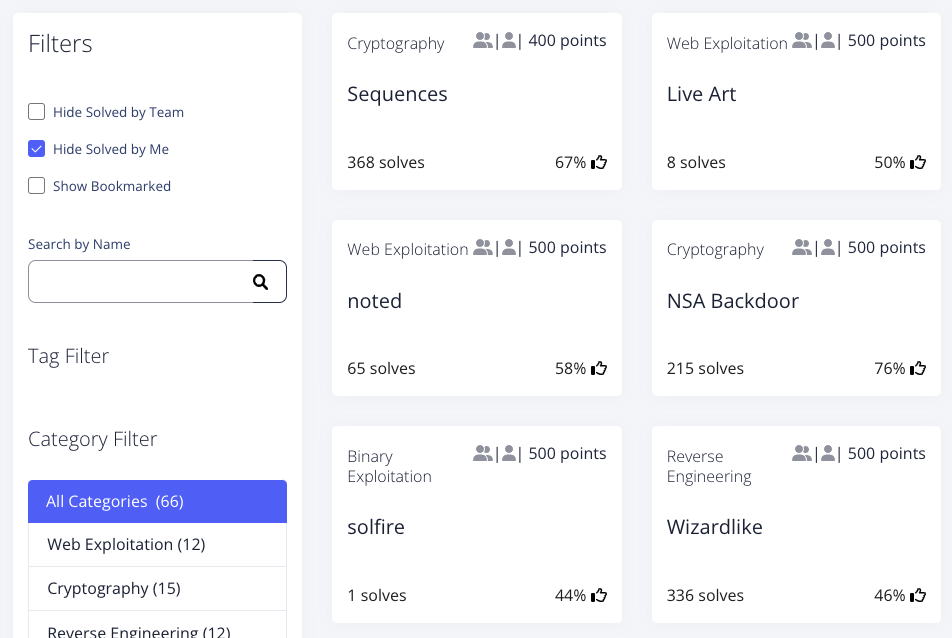 Filters
Hide Solved by Team
Hide Solved by Me
Show Bookmarked
Search by Name
Tag Filter
Category Filter
All Categories (66)
Web Exploitation (12)
Cryptography (15)
Reverse Engineering (12)
Cryptography | | 400 points
Sequences
368 solves 67%
Web Exploitation | | 500 points
Live Art
8 solves 50%
Web Exploitation | | 500 points
noted
65 solves 58%
Cryptography | | 500 points
NSA Backdoor
215 solves 76%
Binary | | 500 points
Exploitation
solfire
1 solves 44%
Reverse | | 500 points
Engineering
Wizardlike
336 solves 46%